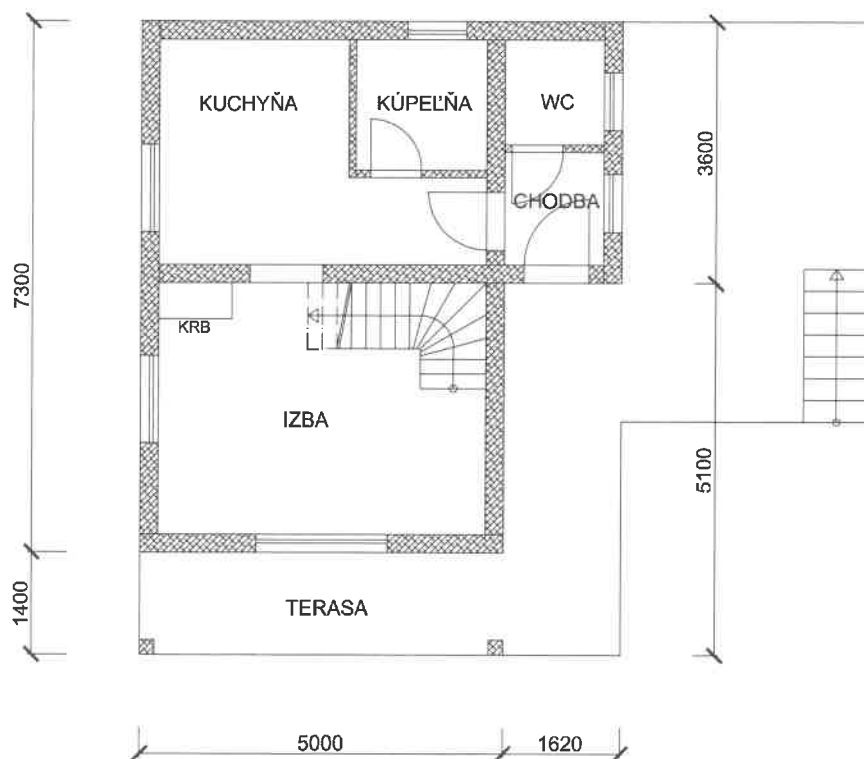 KUCHYŇA
KÚPEĽŇA
WC
CHODBA
KRB
IZBA
TERASA
7300
1400
3600
5100
5000
1620